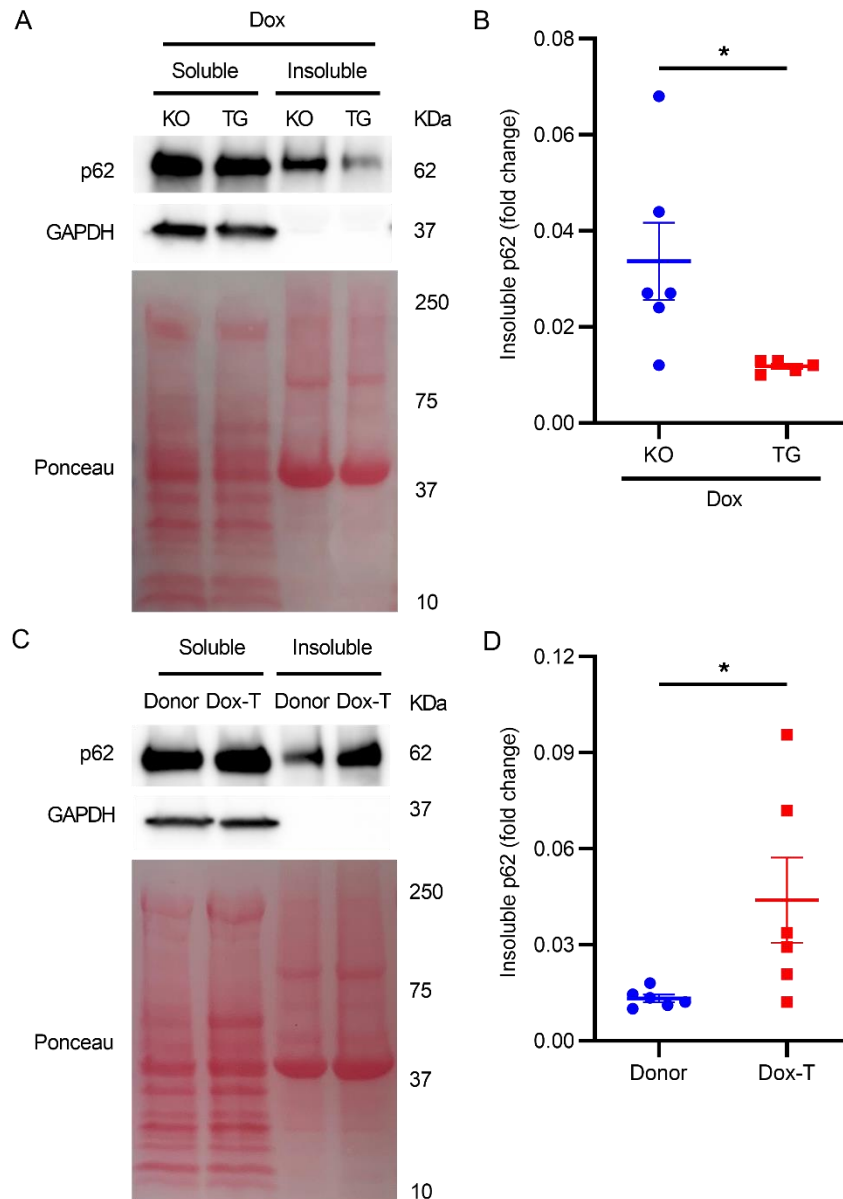 A
Dox
Soluble Insoluble
KO TG KO TG KDa
p62 62
GAPDH 37
250
75
Ponceau
37
10
B
Insoluble p62 (fold change)
0.08
*
0.06
0.04
0.02
0.00
KO TG
Dox
C
Soluble Insoluble
Donor Dox-T Donor Dox-T KDa
p62 62
GAPDH 37
250
75
Ponceau
37
10
D
Insoluble p62 (fold change)
0.12
*
0.09
0.06
0.03
0.00
Donor Dox-T